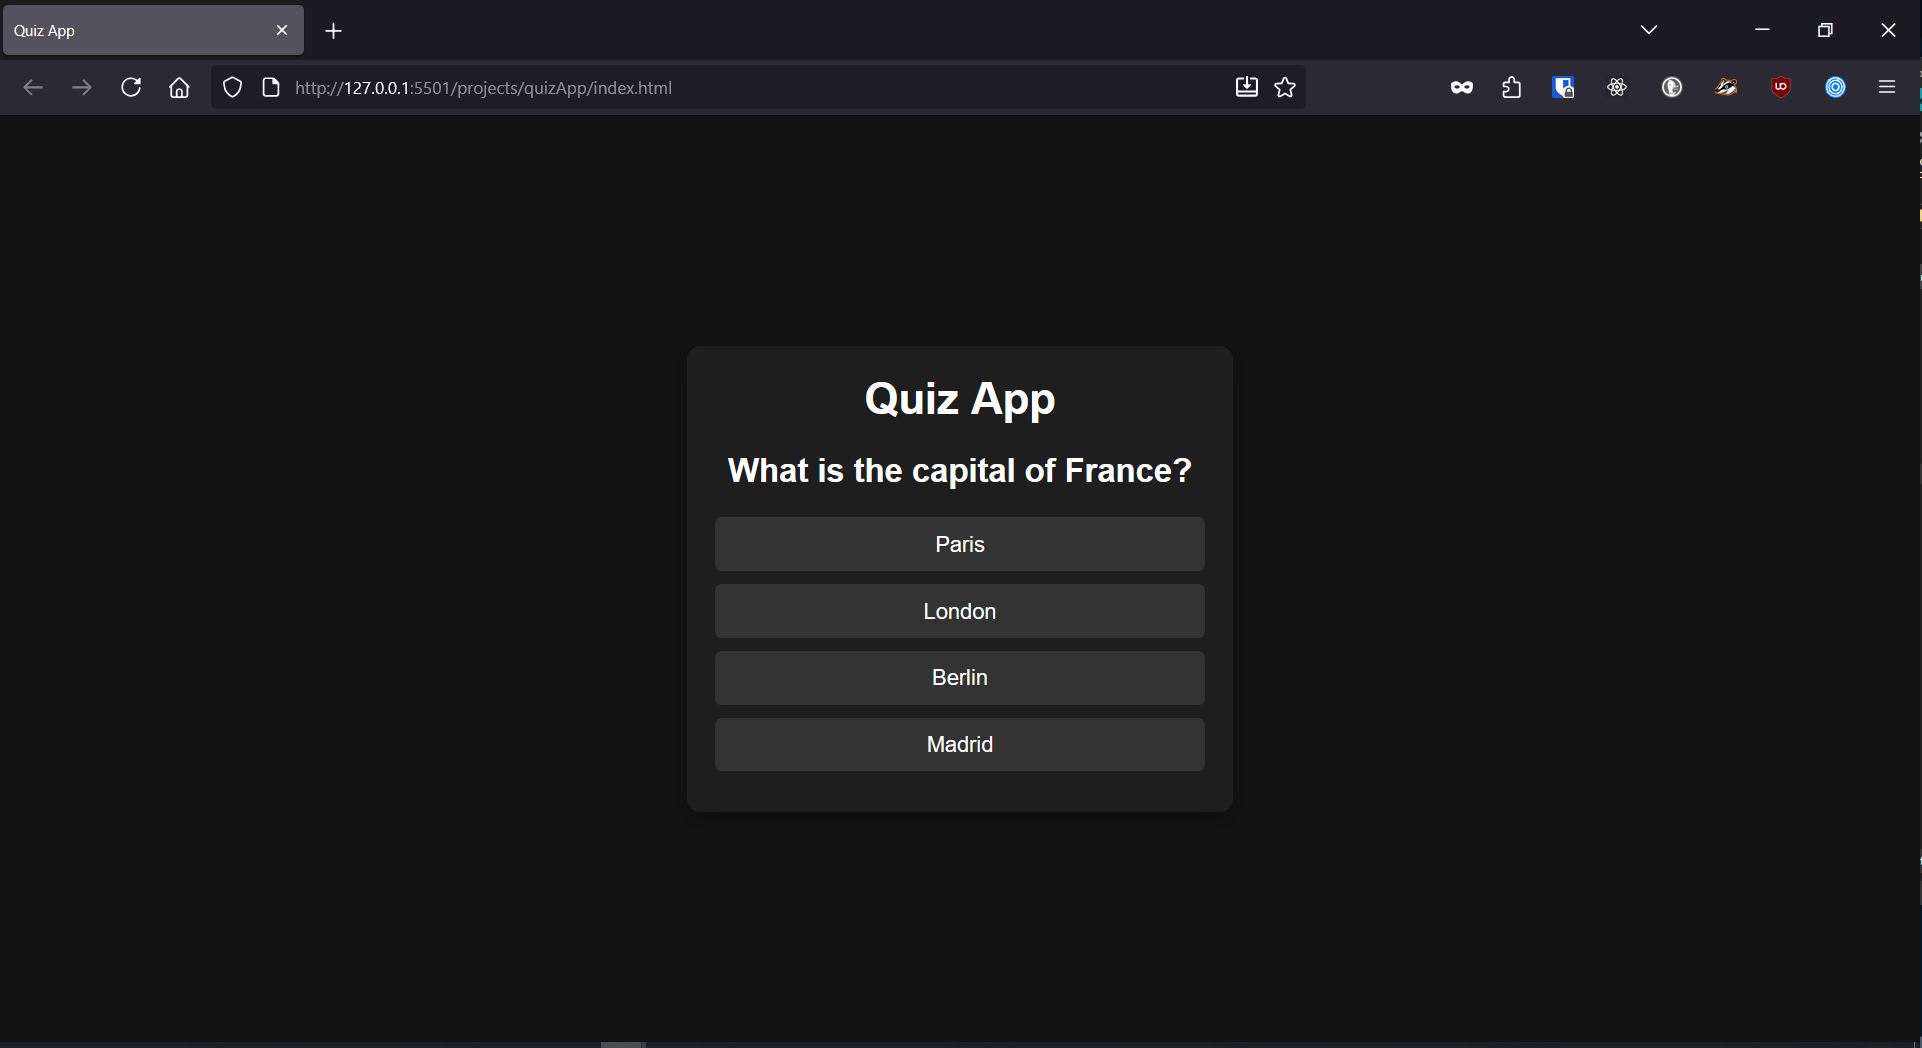 Quiz App
http://127.0.0.1:5501/projects/quizApp/index.html
Quiz App
What is the capital of France?
Paris
London
Berlin
Madrid